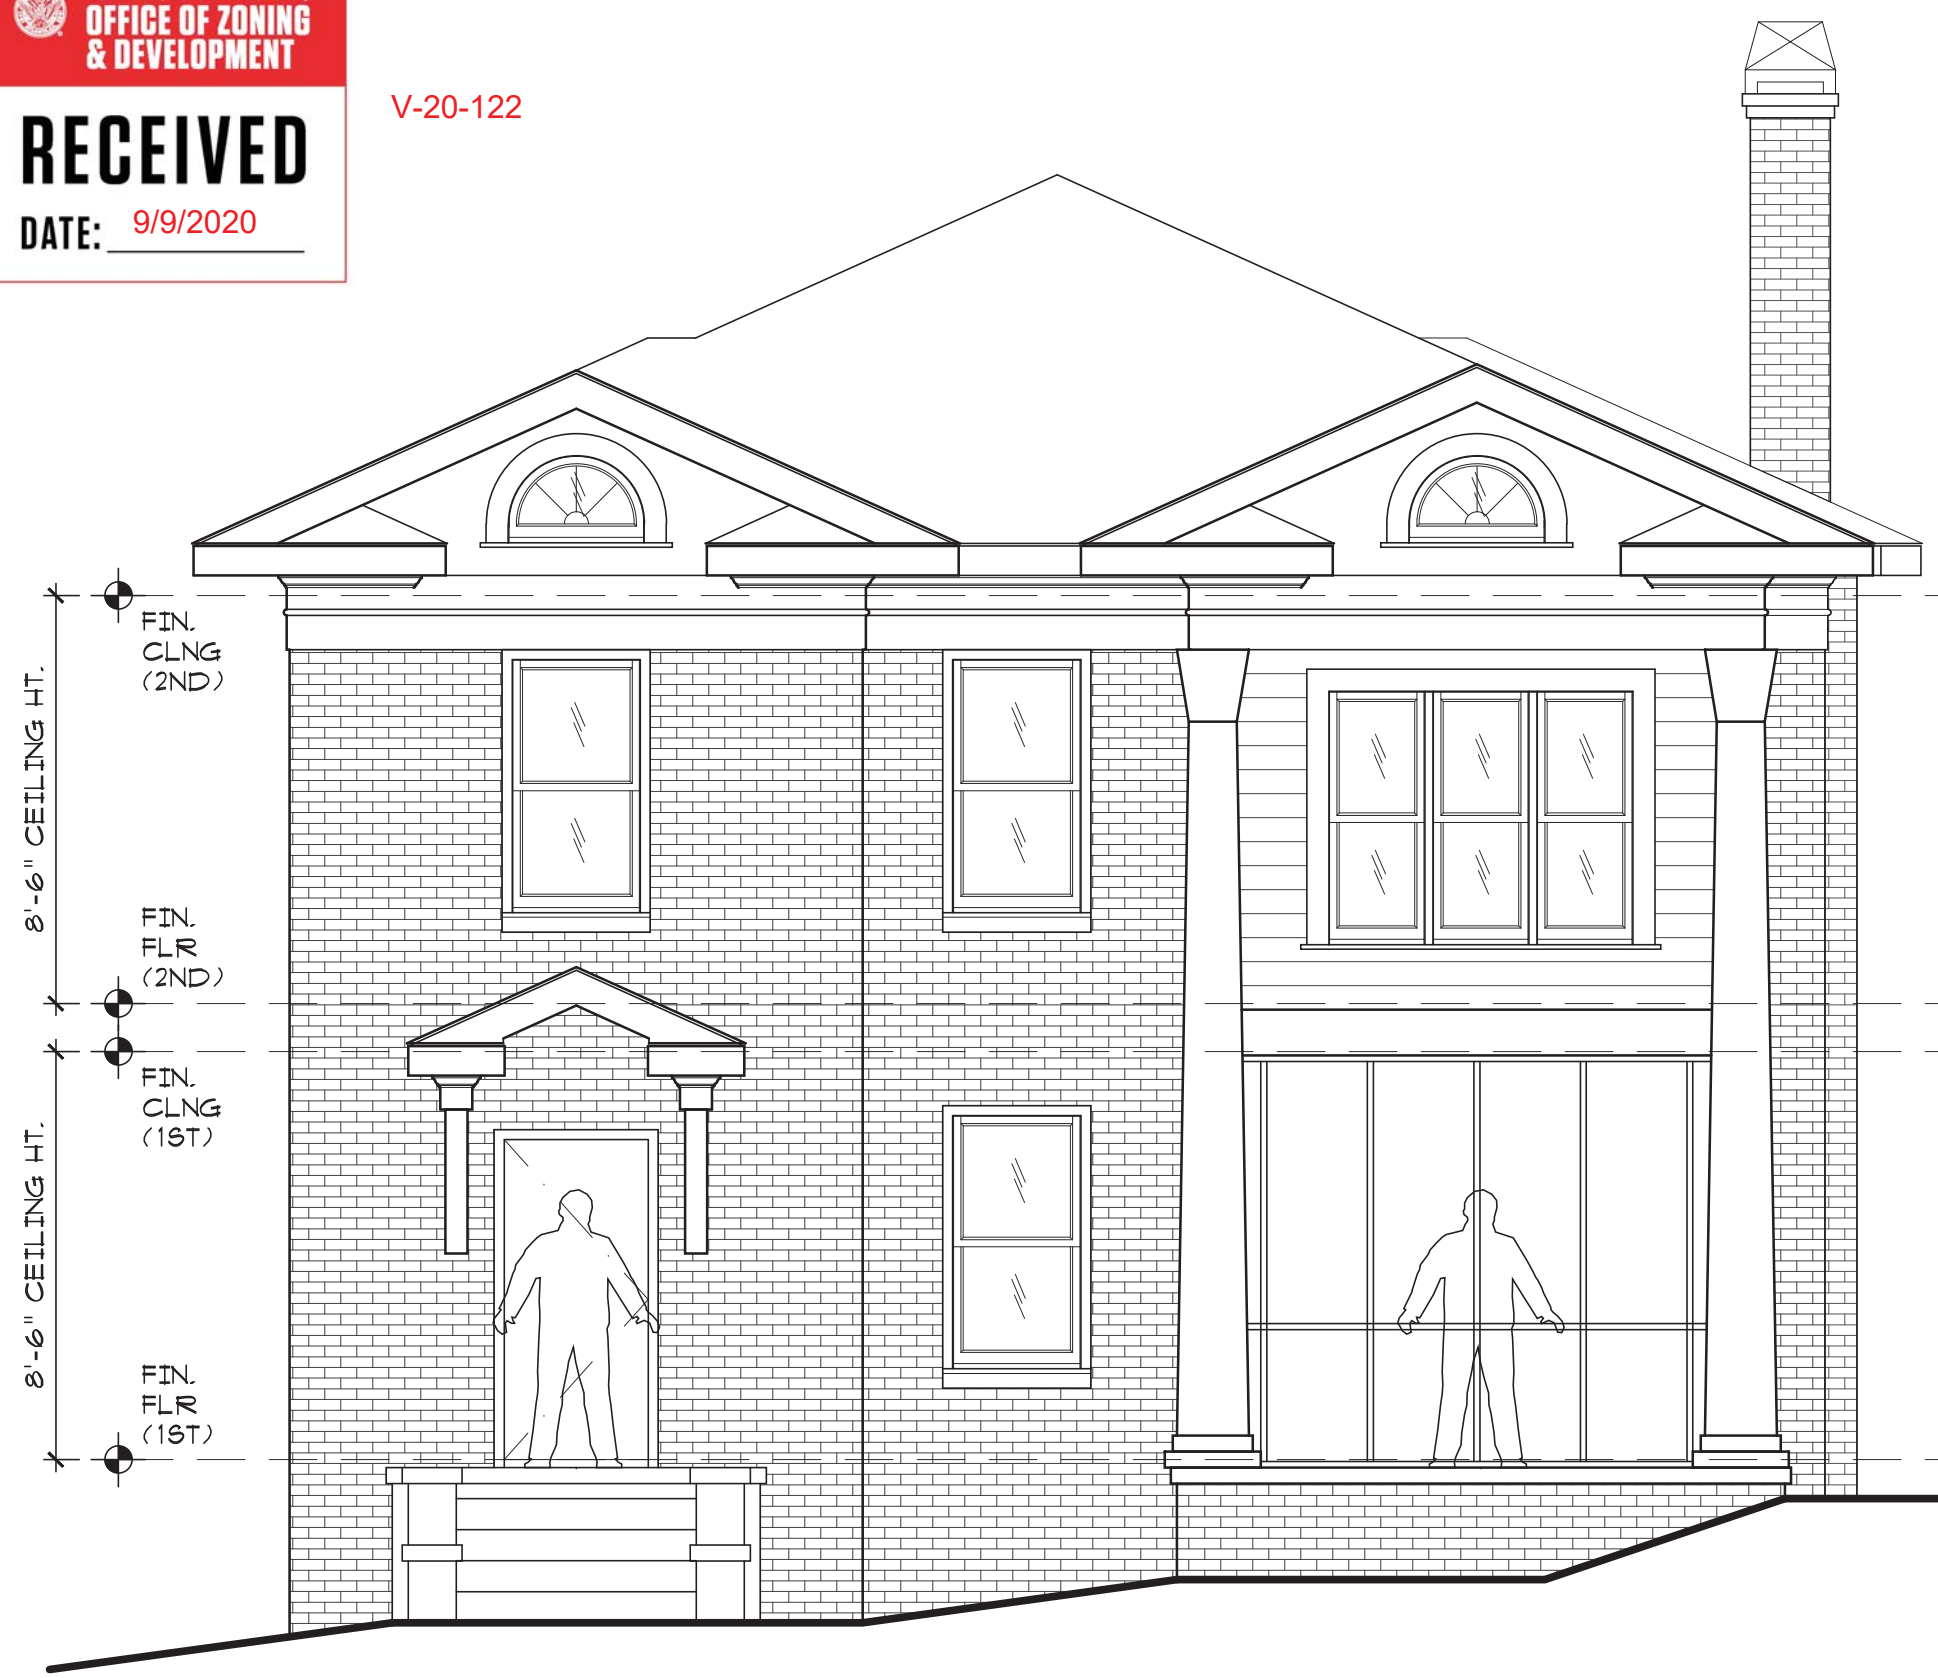 OFFICE OF ZONING
& DEVELOPMENT
RECEIVED
DATE: 9/9/2020
V-20-122
FIN.
CLNG
(2ND)
8'-6" CEILING HT.
FIN.
FLR
(2ND)
FIN.
CLNG
(1ST)
8'-6" CEILING HT.
FIN.
FLR
(1ST)